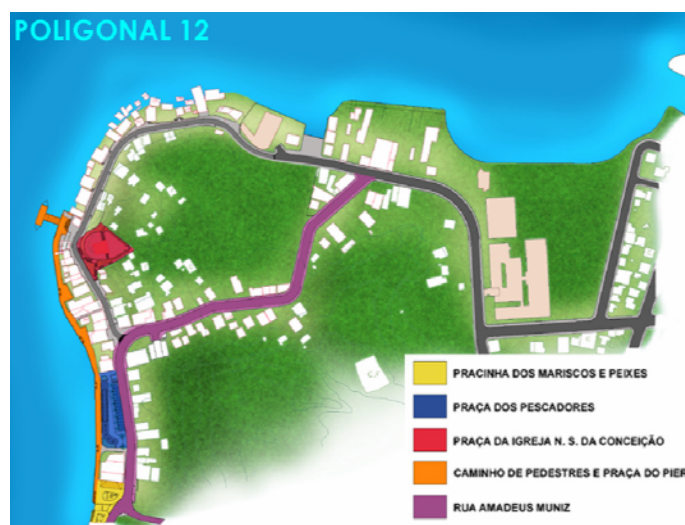 POLIGONAL 12
PRACINHA DOS MARISCOS E PEIXES
PRAÇA DOS PESCADORES
PRAÇA DA IGREJA N. S. DA CONCEIÇÃO
CAMINHO DE PEDESTRES E PRAÇA DO PIER
RUA AMADEUS MUNIZ